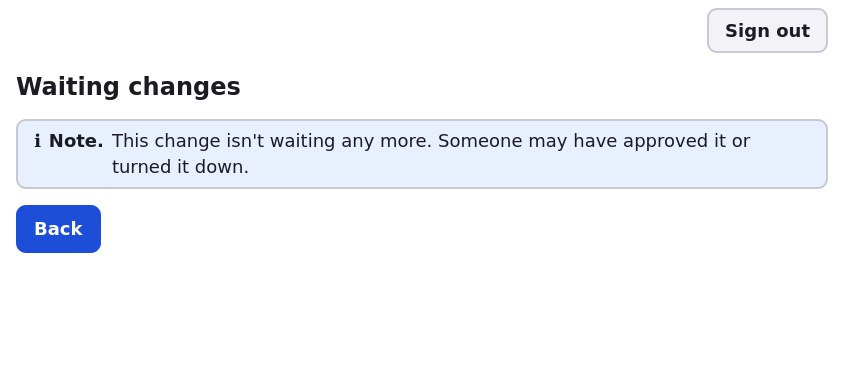 Sign out
Waiting changes
ℹ Note. This change isn't waiting any more. Someone may have approved it or
turned it down.
Back